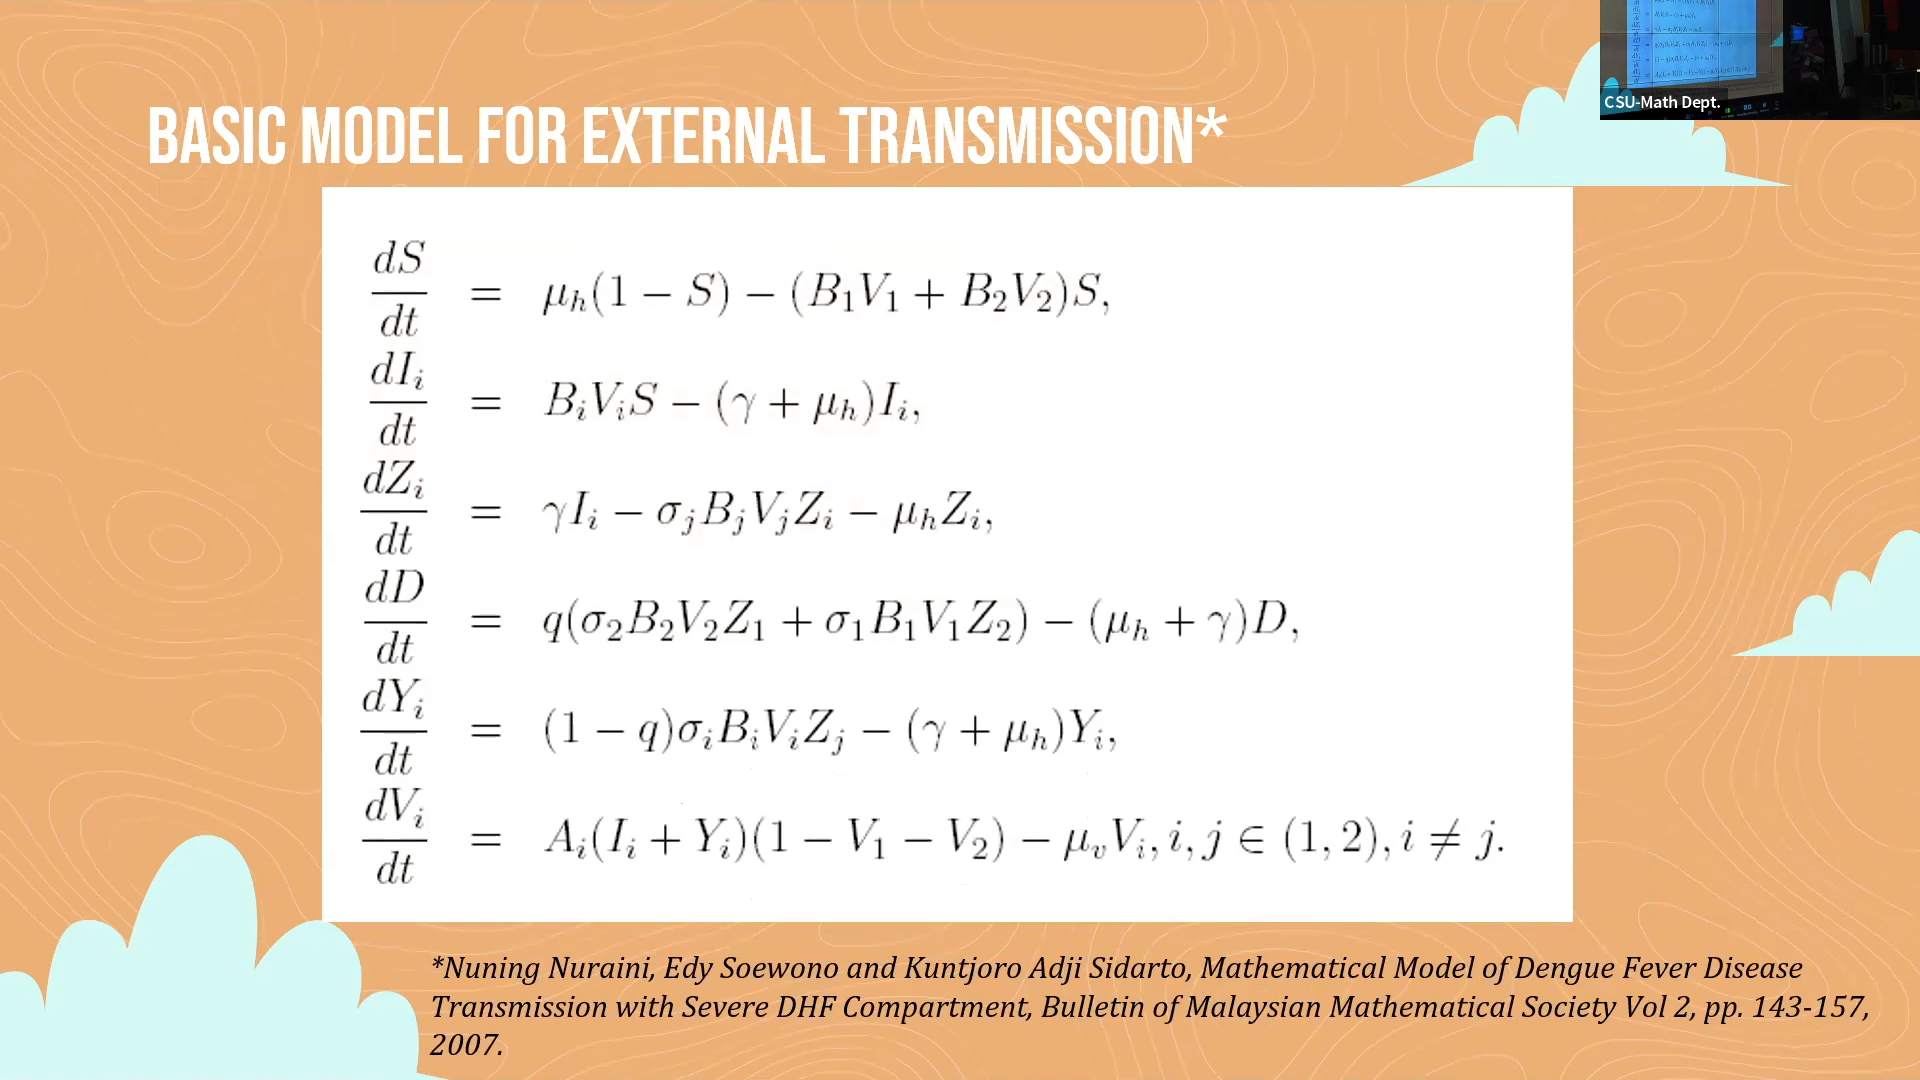 CSU-Math Dept.
BASIC MODEL FOR EXTERNAL TRANSMISSION*
dS/dt = μ_h(1 − S) − (B_1V_1 + B_2V_2)S,
dI_i/dt = B_iV_iS − (γ + μ_h)I_i,
dZ_i/dt = γI_i − σ_jB_jV_jZ_i − μ_hZ_i,
dD/dt = q(σ_2B_2V_2Z_1 + σ_1B_1V_1Z_2) − (μ_h + γ)D,
dY_i/dt = (1 − q)σ_iB_iV_iZ_j − (γ + μ_h)Y_i,
dV_i/dt = A_i(I_i + Y_i)(1 − V_1 − V_2) − μ_vV_i, i, j ∈ (1, 2), i ≠ j.
*Nuning Nuraini, Edy Soewono and Kuntjoro Adji Sidarto, Mathematical Model of Dengue Fever Disease
Transmission with Severe DHF Compartment, Bulletin of Malaysian Mathematical Society Vol 2, pp. 143-157,
2007.